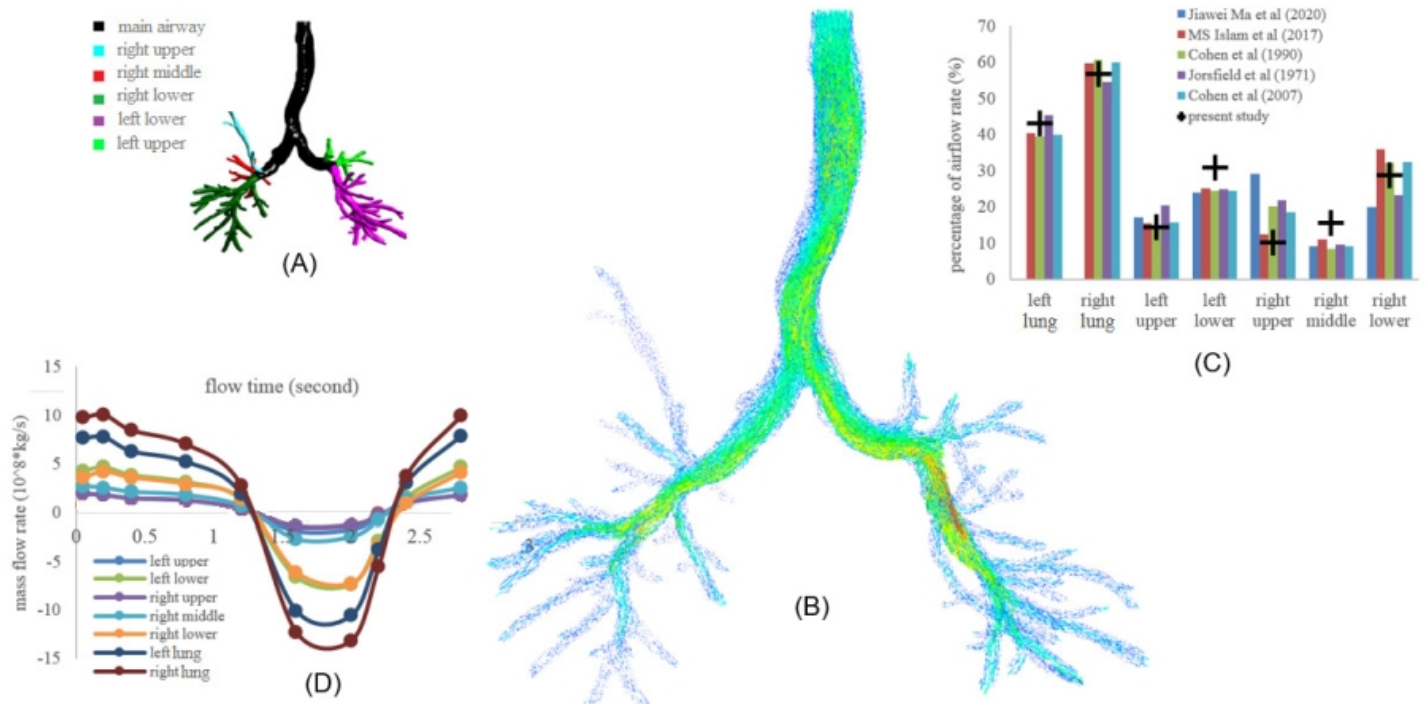 main airway
right upper
right middle
right lower
left lower
left upper
(A)
(B)
Jiawei Ma et al (2020)
MS Islam et al (2017)
Cohen et al (1990)
Jorsfield et al (1971)
Cohen et al (2007)
present study
percentage of airflow rate (%)
70
60
50
40
30
20
10
0
left lung
right lung
left upper
left lower
right upper
right middle
right lower
(C)
flow time (second)
mass flow rate (10^8*kg/s)
15
10
5
0
-5
-10
-15
0
0.5
1
1.5
2
2.5
left upper
left lower
right upper
right middle
right lower
left lung
right lung
(D)